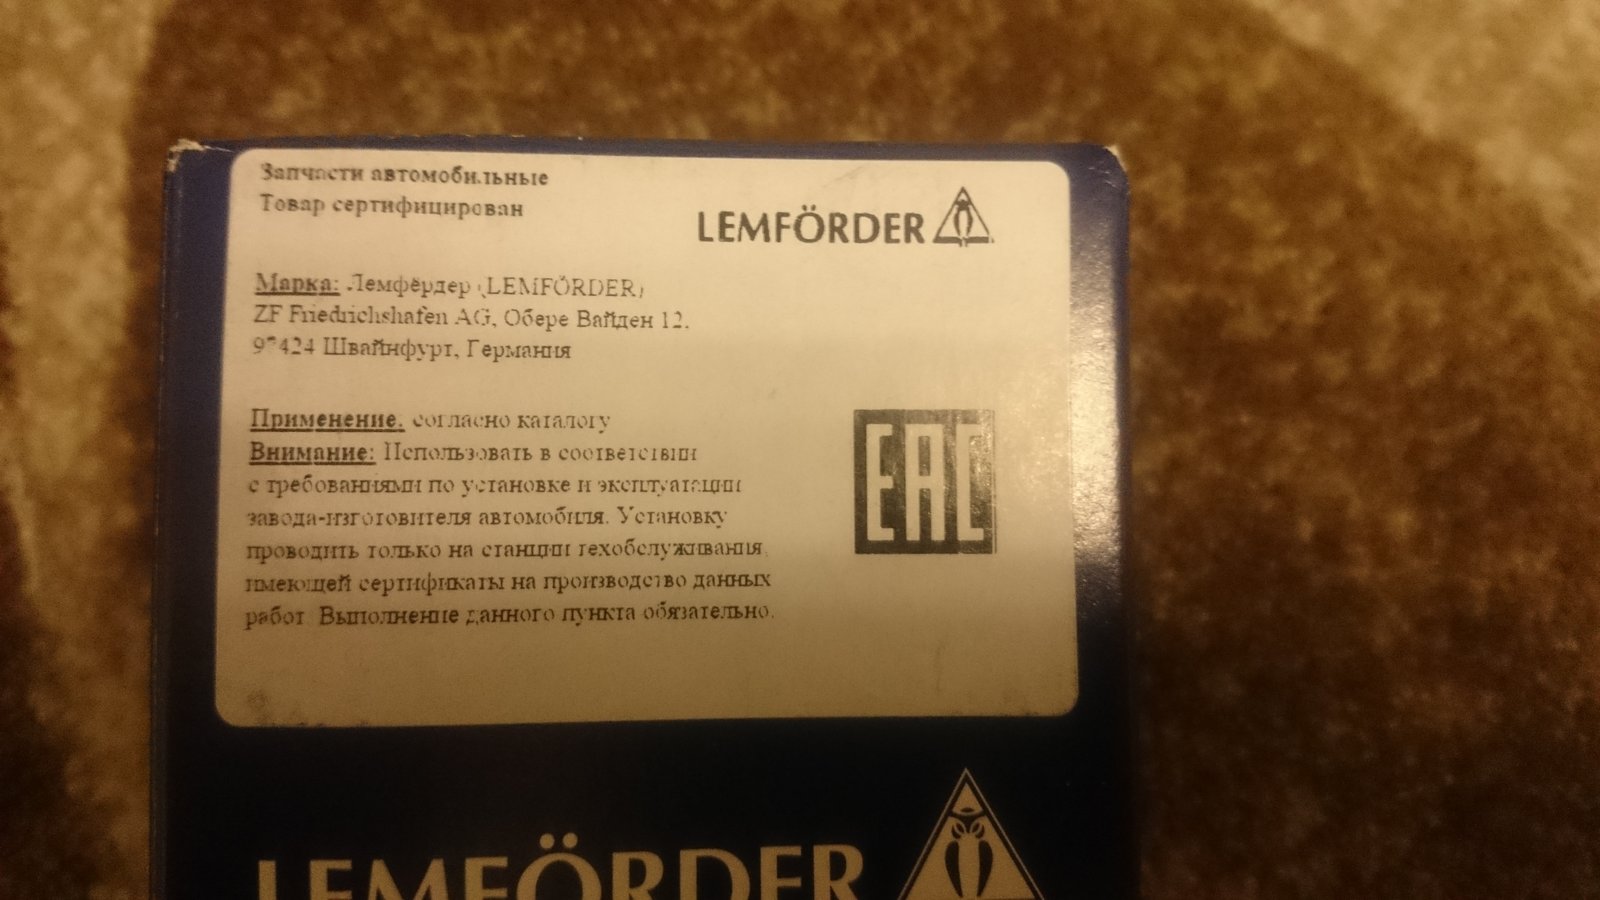 Запчасти автомобильные
Товар сертифицирован
LEMFÖRDER
Марка: Лемфёрдер (LEMFÖRDER)
ZF Friedrichshafen AG, Обере Вайден 12.
97424 Швайнфурт, Германия
Применение: согласно каталогу
Внимание: Использовать в соответствии
с требованиями по установке и эксплуатации
завода-изготовителя автомобиля. Установку
проводить только на станции техобслуживания,
имеющей сертификаты на производство данных
работ. Выполнение данного пункта обязательно.
EAC
LEMFÖRDER